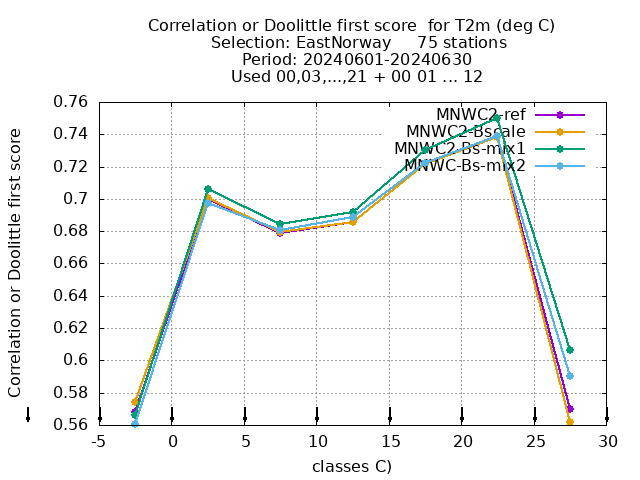 Correlation or Doolittle first score  for T2m (deg C)
Selection: EastNorway     75 stations
Period: 20240601-20240630
Used 00,03,...,21 + 00 01 ... 12
Correlation or Doolittle first score
0.76
0.74
0.72
0.7
0.68
0.66
0.64
0.62
0.6
0.58
0.56
MNWC2-ref
MNWC2-Bscale
MNWC2-Bs-mix1
MNWC-Bs-mix2
-5 0 5 10 15 20 25 30
classes C)